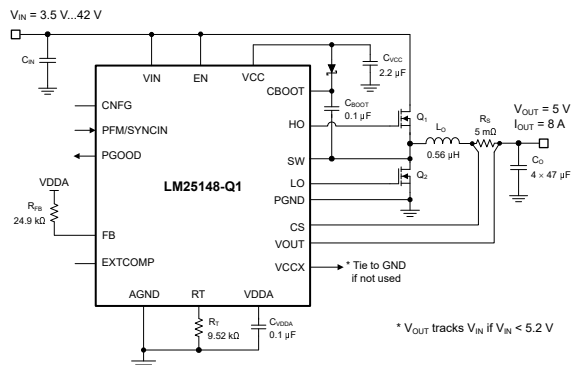 V_IN = 3.5 V...42 V
C_IN
VIN
EN
VCC
C_VCC
2.2 µF
CBOOT
C_BOOT
0.1 µF
CNFG
PFM/SYNCIN
PGOOD
HO
Q₁
V_OUT = 5 V
I_OUT = 8 A
L_O
0.56 µH
R_S
5 mΩ
SW
VDDA
LM25148-Q1
LO
Q₂
C_O
4 × 47 µF
R_FB
24.9 kΩ
PGND
FB
CS
VOUT
EXTCOMP
VCCX
* Tie to GND
if not used
AGND
RT
VDDA
R_T
9.52 kΩ
C_VDDA
0.1 µF
* V_OUT tracks V_IN if V_IN < 5.2 V